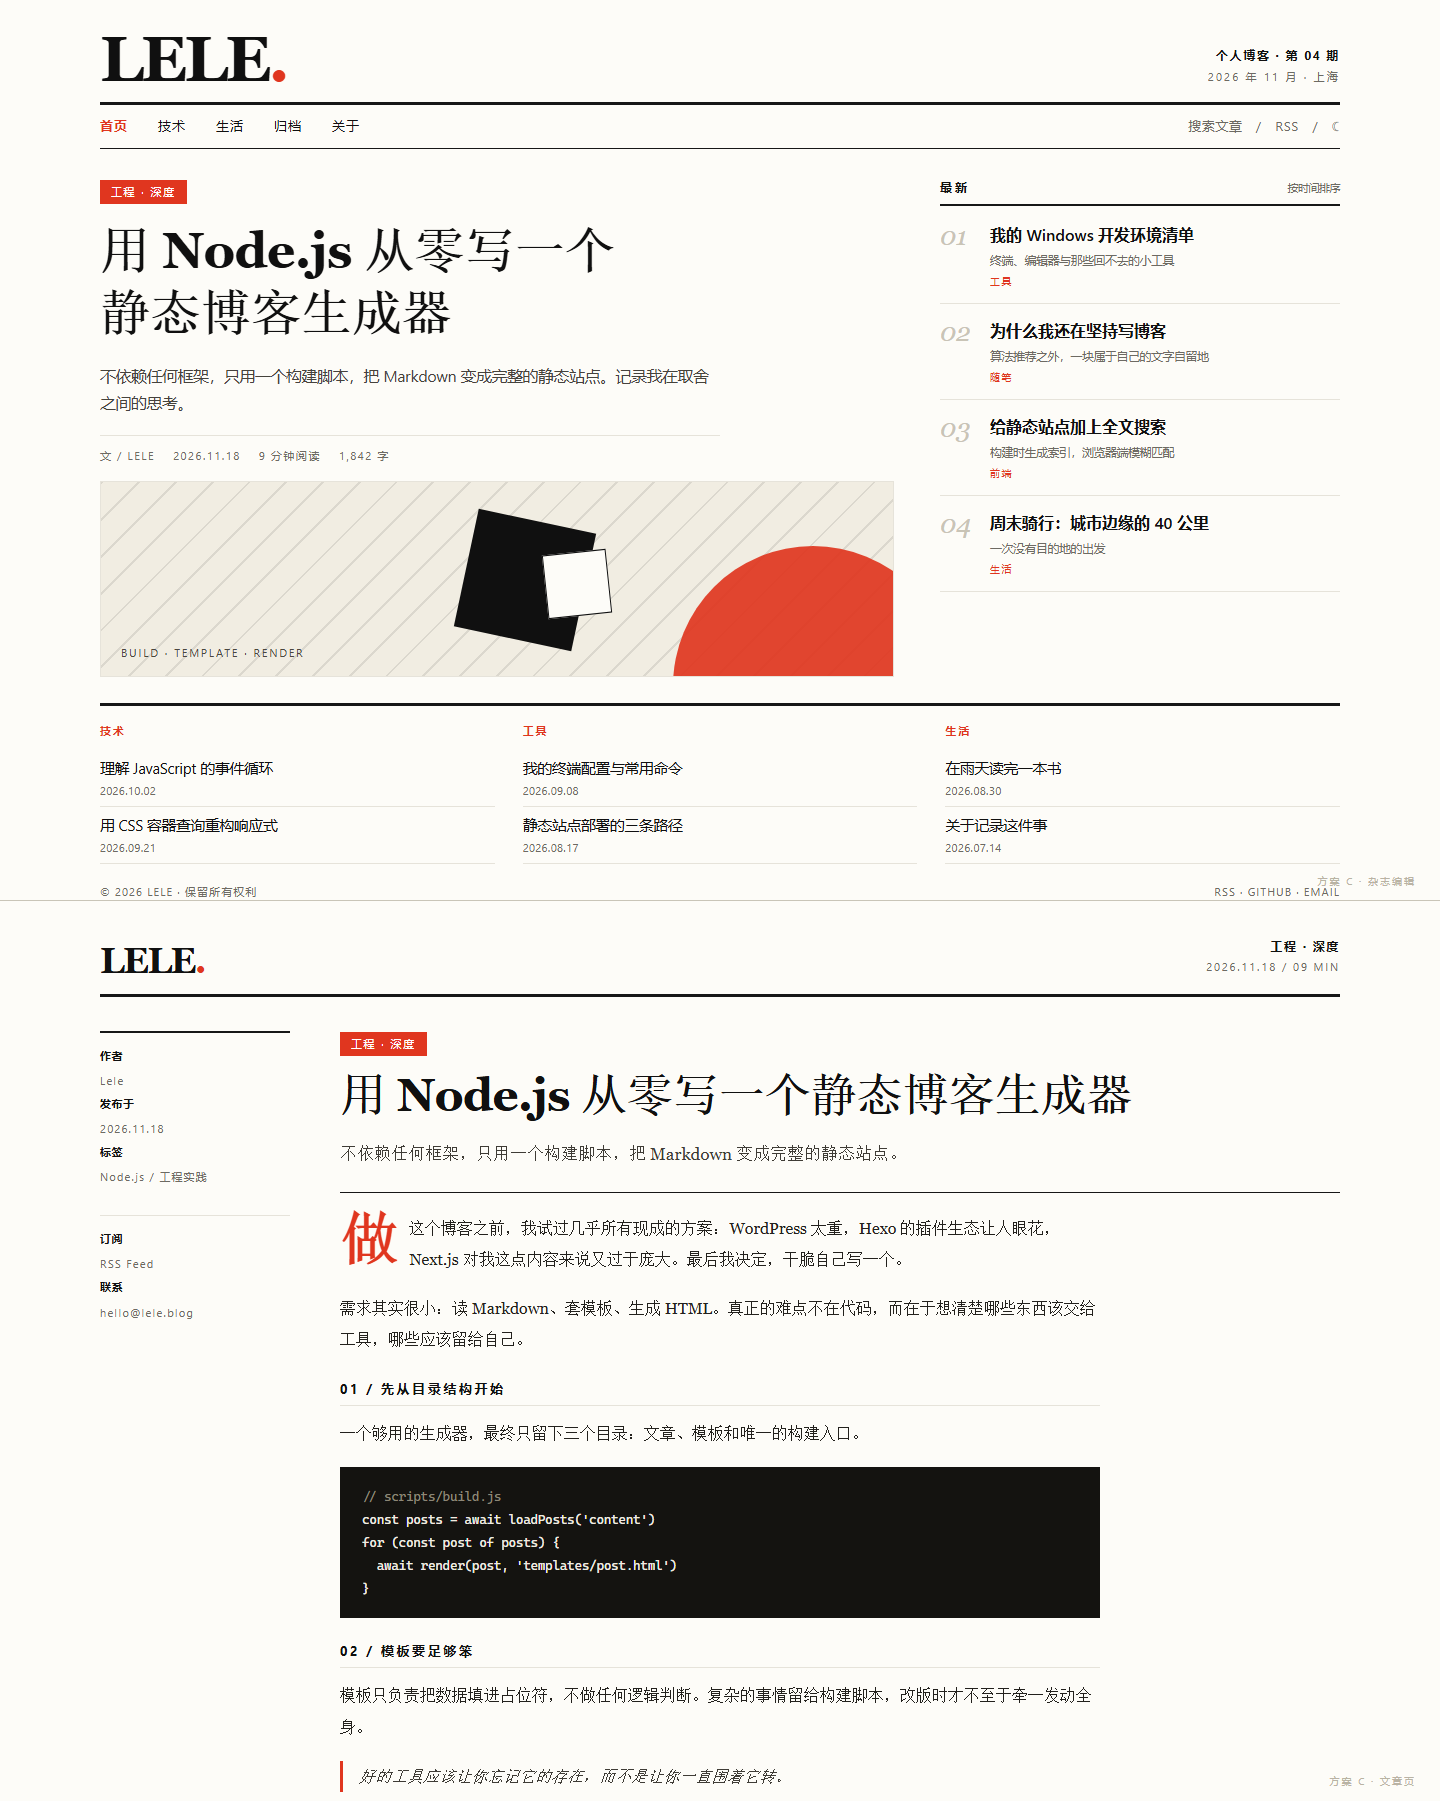 LELE.
个人博客 · 第 04 期
2026 年 11 月 · 上海
首页 技术 生活 归档 关于
搜索文章 / RSS / ☾
工程 · 深度
用 Node.js 从零写一个
静态博客生成器
不依赖任何框架，只用一个构建脚本，把 Markdown 变成完整的静态站点。记录我在取舍
之间的思考。
文 / LELE 2026.11.18 9 分钟阅读 1,842 字
BUILD · TEMPLATE · RENDER
最新 按时间排序
01 我的 Windows 开发环境清单
终端、编辑器与那些回不去的小工具
工具
02 为什么我还在坚持写博客
算法推荐之外，一块属于自己的文字自留地
随笔
03 给静态站点加上全文搜索
构建时生成索引，浏览器端模糊匹配
前端
04 周末骑行：城市边缘的 40 公里
一次没有目的地的出发
生活
技术
理解 JavaScript 的事件循环
2026.10.02
用 CSS 容器查询重构响应式
2026.09.21
工具
我的终端配置与常用命令
2026.09.08
静态站点部署的三条路径
2026.08.17
生活
在雨天读完一本书
2026.08.30
关于记录这件事
2026.07.14
© 2026 LELE · 保留所有权利
RSS · GITHUB · EMAIL
方案 C · 杂志编辑
LELE.
工程 · 深度
2026.11.18 / 09 MIN
作者
Lele
发布于
2026.11.18
标签
Node.js / 工程实践
订阅
RSS Feed
联系
hello@lele.blog
工程 · 深度
用 Node.js 从零写一个静态博客生成器
不依赖任何框架，只用一个构建脚本，把 Markdown 变成完整的静态站点。
做这个博客之前，我试过几乎所有现成的方案：WordPress 太重，Hexo 的插件生态让人眼花，
Next.js 对我这点内容来说又过于庞大。最后我决定，干脆自己写一个。
需求其实很小：读 Markdown、套模板、生成 HTML。真正的难点不在代码，而在于想清楚哪些东西该交给
工具，哪些应该留给自己。
01 / 先从目录结构开始
一个够用的生成器，最终只留下三个目录：文章、模板和唯一的构建入口。
// scripts/build.js
const posts = await loadPosts('content')
for (const post of posts) {
  await render(post, 'templates/post.html')
}
02 / 模板要足够笨
模板只负责把数据填进占位符，不做任何逻辑判断。复杂的事情留给构建脚本，改版时才不至于牵一发动全
身。
好的工具应该让你忘记它的存在，而不是让你一直围着它转。
方案 C · 文章页